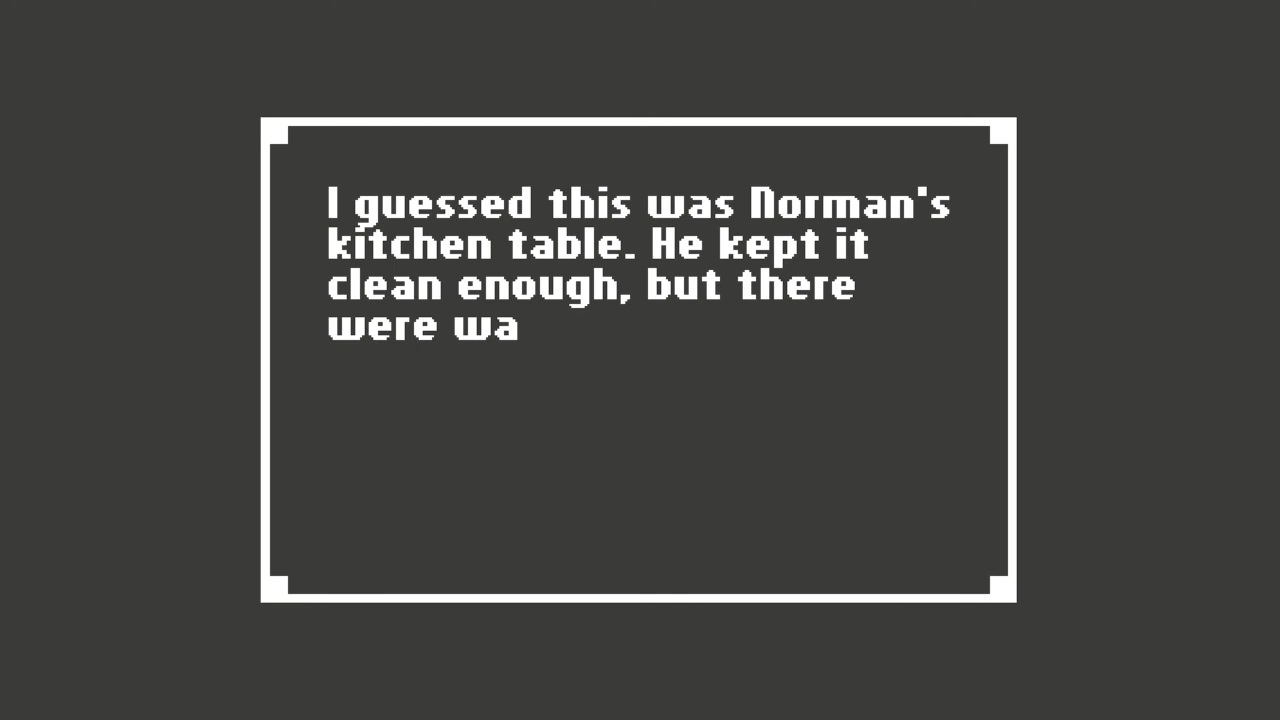 I guessed this was Norman's
kitchen table. He kept it
clean enough, but there
were wa